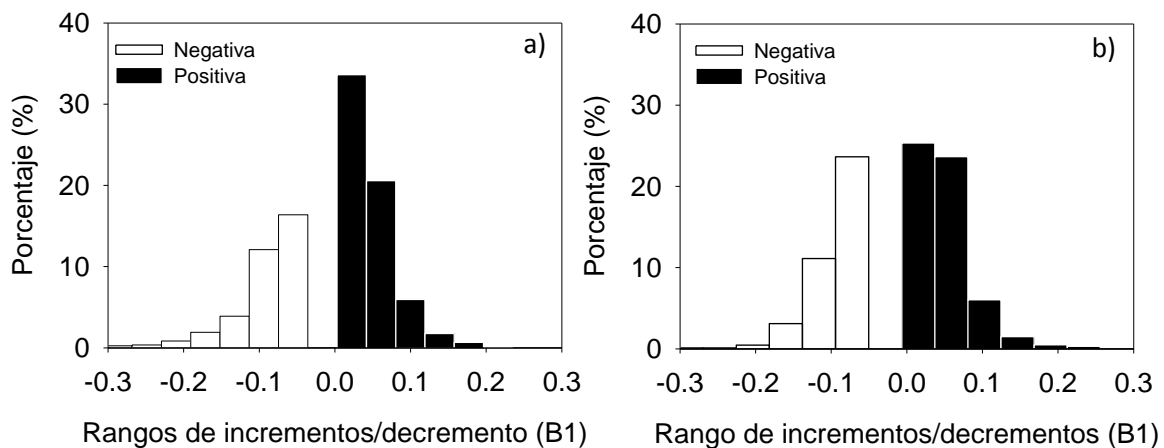 40
30
20
10
0
Porcentaje (%)
Negativa
Positiva
a)
-0.3 -0.2 -0.1 0.0 0.1 0.2 0.3
Rangos de incrementos/decremento (B1)
40
30
20
10
0
Porcentaje (%)
Negativa
Positiva
b)
-0.3 -0.2 -0.1 0.0 0.1 0.2 0.3
Rango de incrementos/decrementos (B1)